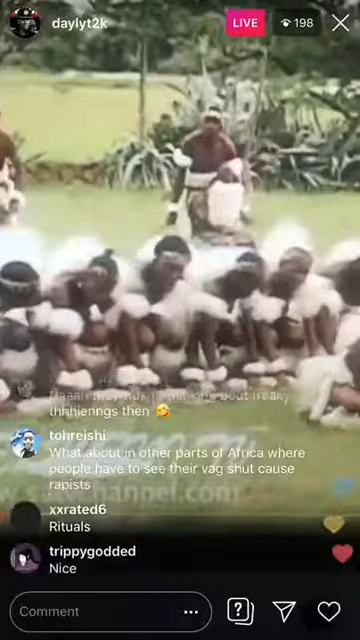 daylyt2k
LIVE
198
thhhienngs then 🤣
tohreishi
What about in other parts of Africa where
people have to see their vag shut cause
rapists
xxrated6
Rituals
trippygodded
Nice
Comment